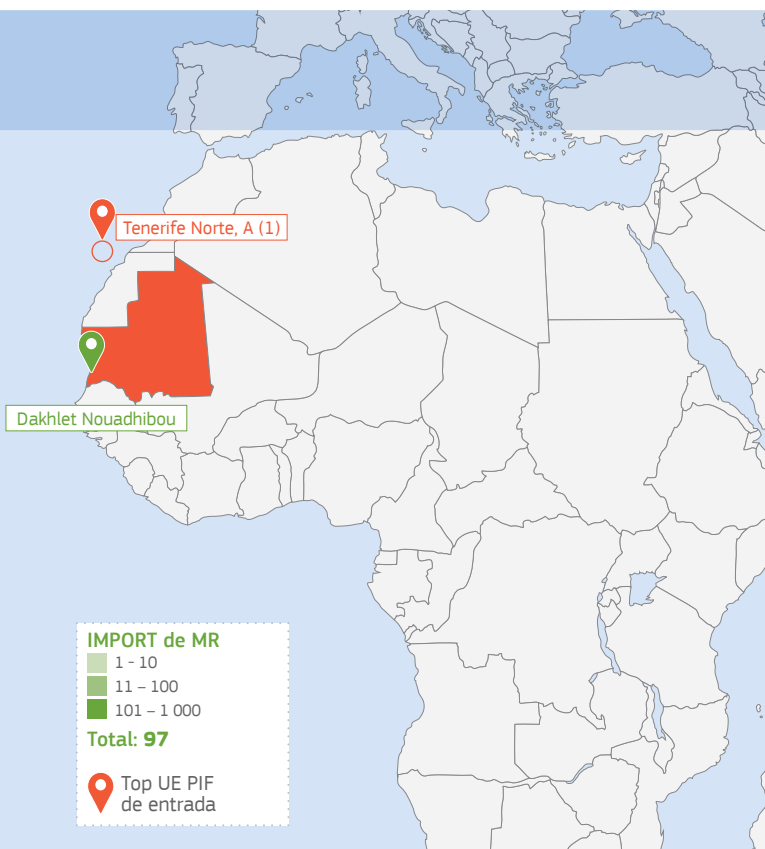 Tenerife Norte, A (1)
Dakhlet Nouadhibou
IMPORT de MR
1 - 10
11 – 100
101 – 1 000
Total: 97
Top UE PIF
de entrada